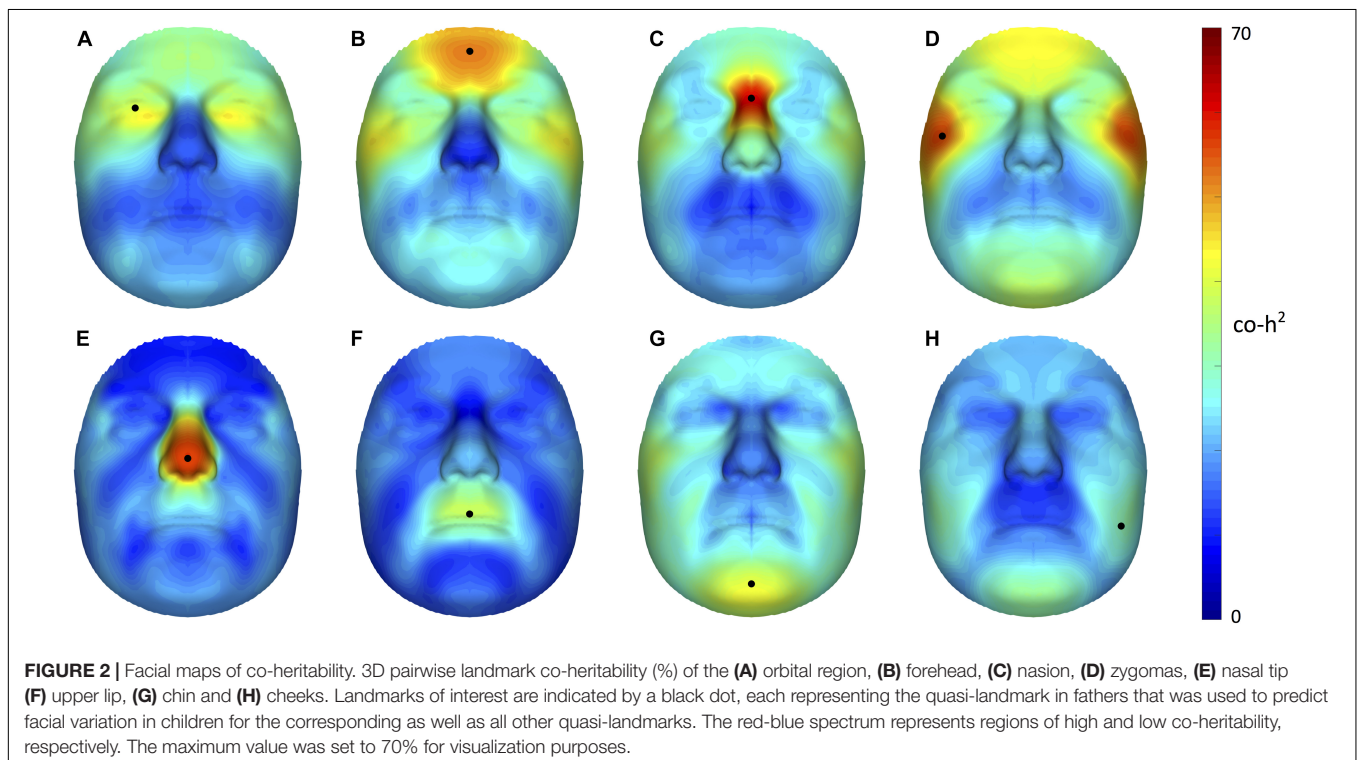 A B C D 70
co-h²
E F G H 0
FIGURE 2 | Facial maps of co-heritability. 3D pairwise landmark co-heritability (%) of the (A) orbital region, (B) forehead, (C) nasion, (D) zygomas, (E) nasal tip
(F) upper lip, (G) chin and (H) cheeks. Landmarks of interest are indicated by a black dot, each representing the quasi-landmark in fathers that was used to predict
facial variation in children for the corresponding as well as all other quasi-landmarks. The red-blue spectrum represents regions of high and low co-heritability,
respectively. The maximum value was set to 70% for visualization purposes.